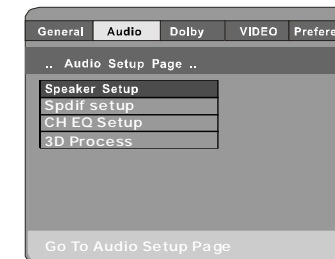 General Audio Dolby VIDEO Prefere
.. Audio Setup Page ..
Speaker Setup
Spdif setup
CH EQ Setup
3D Process
Go To Audio Setup Page